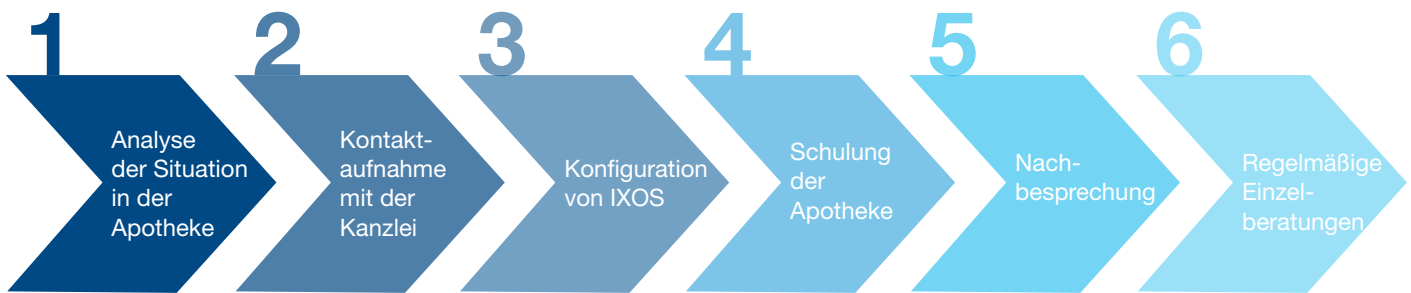 1
Analyse
der Situation
in der
Apotheke
2
Kontakt-
aufnahme
mit der
Kanzlei
3
Konfiguration
von IXOS
4
Schulung
der
Apotheke
5
Nach-
besprechung
6
Regelmäßige
Einzel-
beratungen